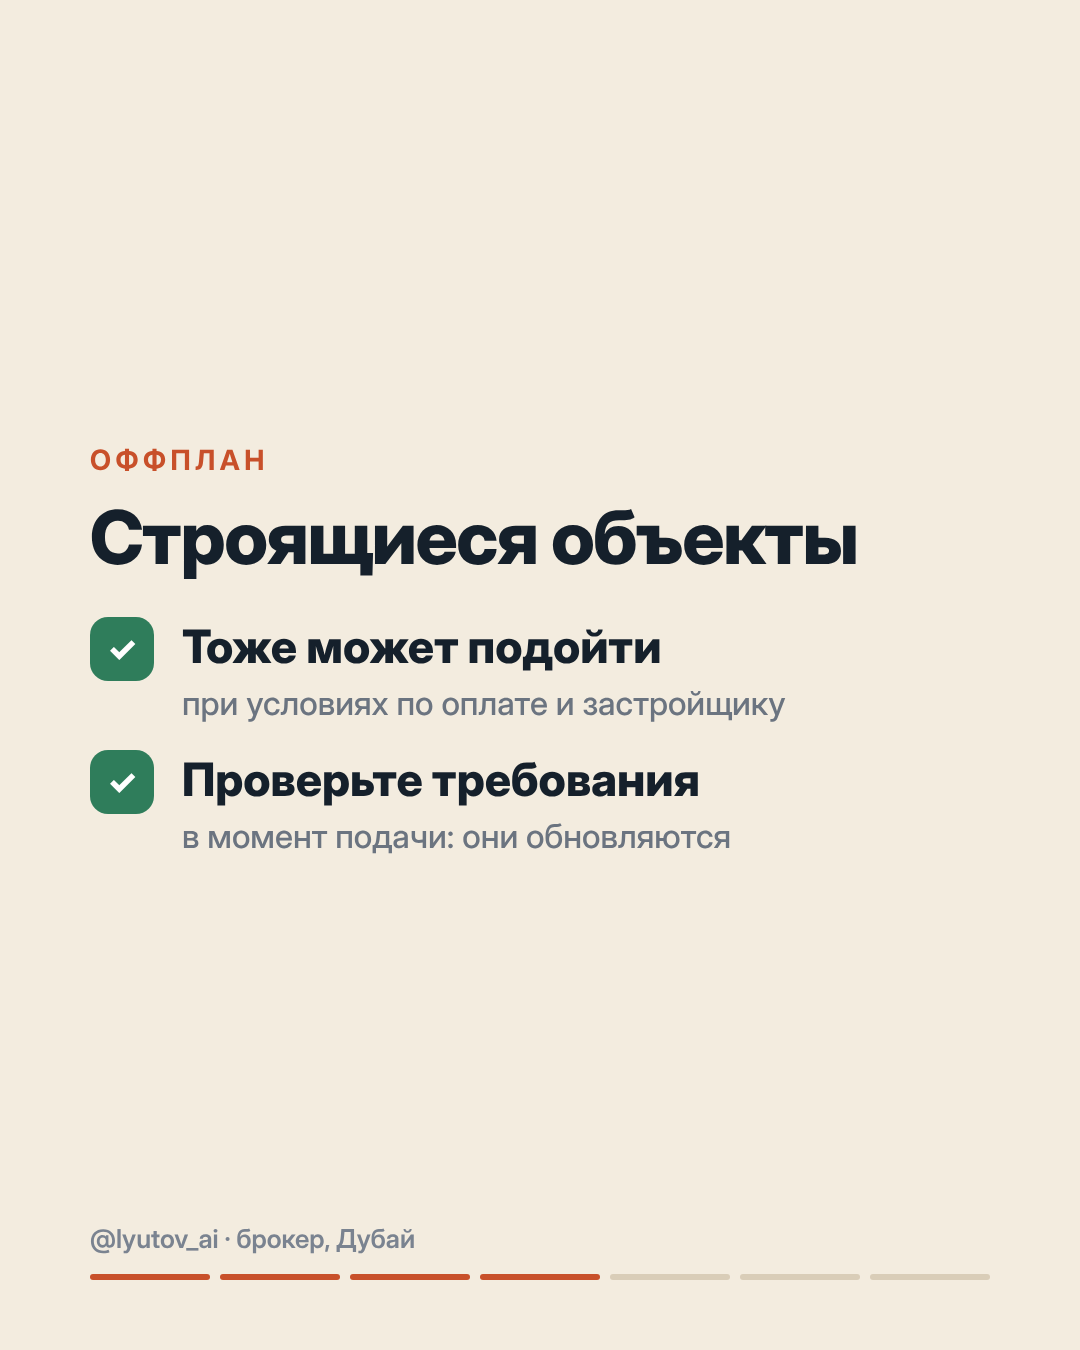 ОФФПЛАН
Строящиеся объекты
Тоже может подойти
при условиях по оплате и застройщику
Проверьте требования
в момент подачи: они обновляются
@lyutov_ai · брокер, Дубай